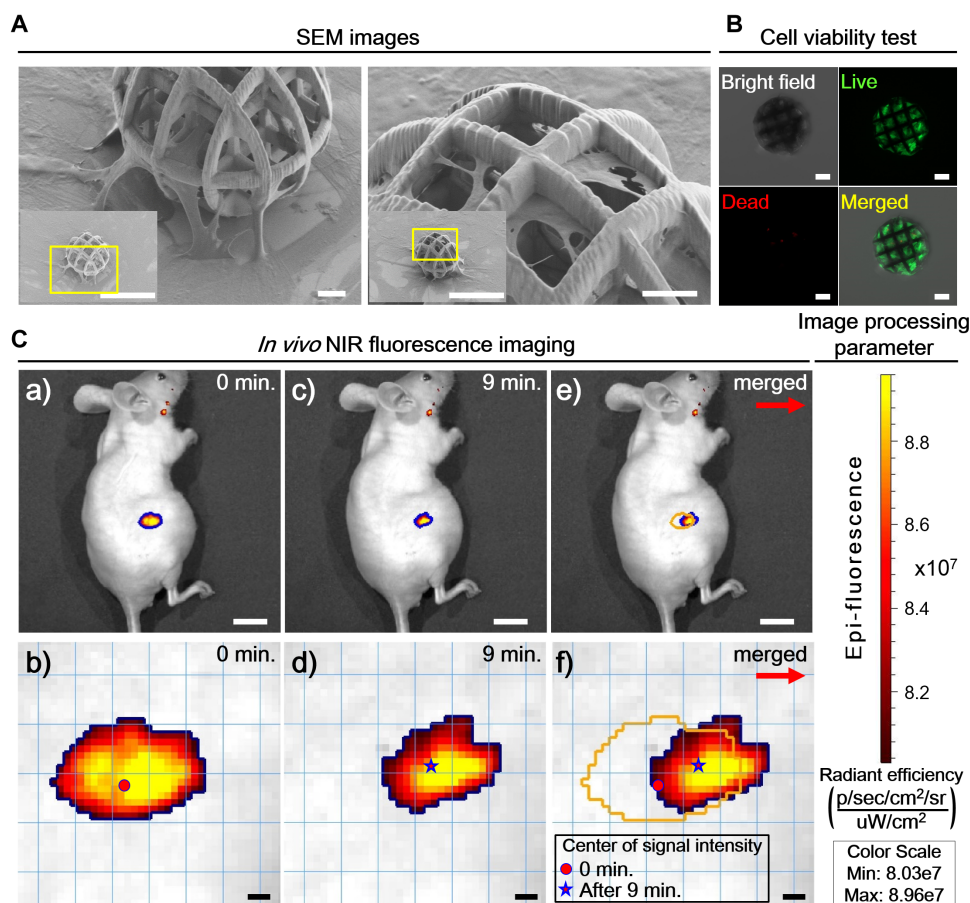 A
SEM images
B
Cell viability test
Bright field
Live
Dead
Merged
C
In vivo NIR fluorescence imaging
Image processing
parameter
a)
0 min.
c)
9 min.
e)
merged
b)
0 min.
d)
9 min.
f)
merged
Center of signal intensity
0 min.
After 9 min.
Epi-fluorescence
8.8
8.6
x10⁷
8.4
8.2
Radiant efficiency
(p/sec/cm²/sr
uW/cm²)
Color Scale
Min: 8.03e7
Max: 8.96e7